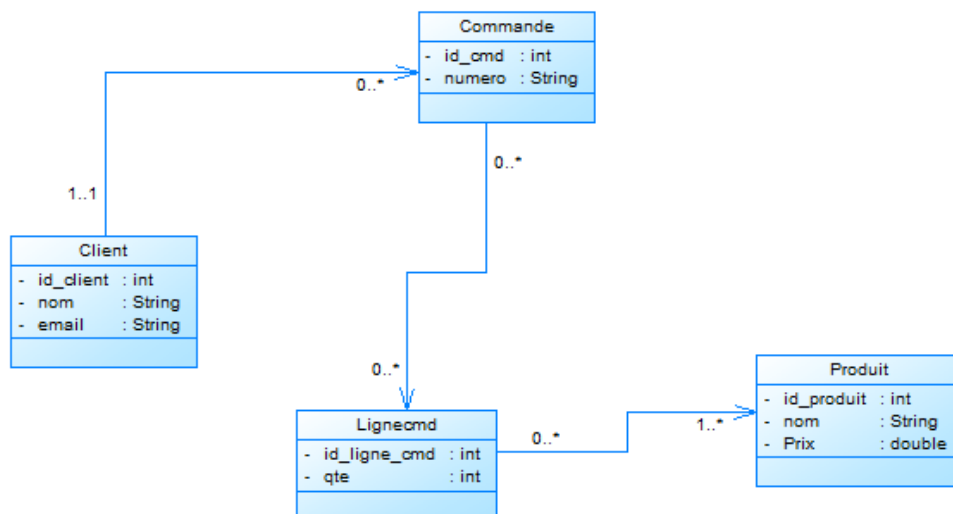 Commande
- id_cmd : int
- numero : String
0..*
0..*
1..1
Client
- id_client : int
- nom : String
- email : String
0..*
Lignecmd
- id_ligne_cmd : int
- qte : int
0..*
1..*
Produit
- id_produit : int
- nom : String
- Prix : double